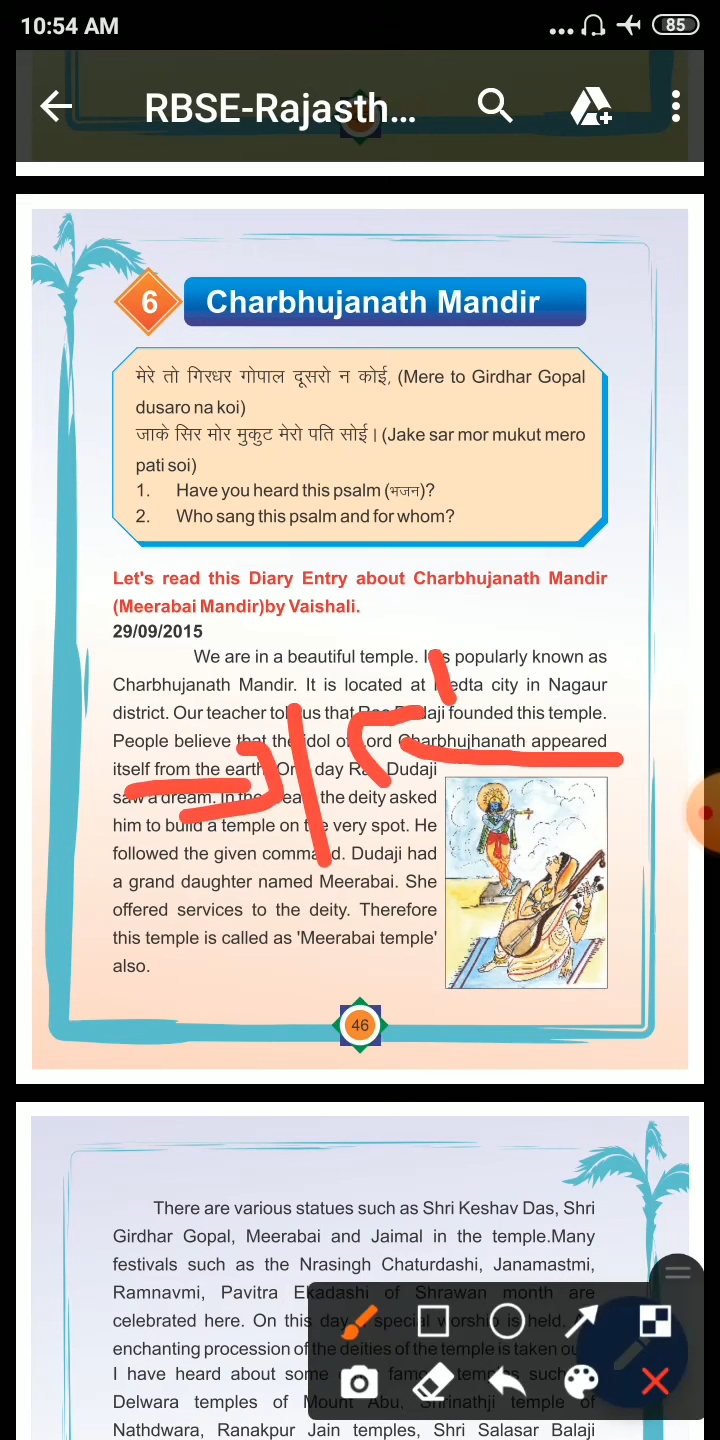 10:54 AM
85
RBSE-Rajasth...
6
Charbhujanath Mandir
मेरे तो गिरधर गोपाल दूसरो न कोई, (Mere to Girdhar Gopal
dusaro na koi)
जाके सिर मोर मुकुट मेरो पति सोई। (Jake sar mor mukut mero
pati soi)
1. Have you heard this psalm (भजन)?
2. Who sang this psalm and for whom?
Let's read this Diary Entry about Charbhujanath Mandir
(Meerabai Mandir)by Vaishali.
29/09/2015
We are in a beautiful temple. It is popularly known as
Charbhujanath Mandir. It is located at Medta city in Nagaur
district. Our teacher told us that Rao Dudaji founded this temple.
People believe that the idol of Lord Charbhujhanath appeared
itself from the earth. One day Rao Dudaji
saw a dream. In the dream the deity asked
him to build a temple on the very spot. He
followed the given command. Dudaji had
a grand daughter named Meerabai. She
offered services to the deity. Therefore
this temple is called as 'Meerabai temple'
also.
46
There are various statues such as Shri Keshav Das, Shri
Girdhar Gopal, Meerabai and Jaimal in the temple.Many
festivals such as the Nrasingh Chaturdashi, Janamastmi,
Ramnavmi, Pavitra Ekadashi of Shrawan month are
celebrated here. On this day special worship is held.
enchanting procession of the deities of the temple is taken
I have heard about some famous temples such
Delwara temples of Mount Abu, Shrinathji temple of
Nathdwara, Ranakpur Jain temples, Shri Salasar Balaji